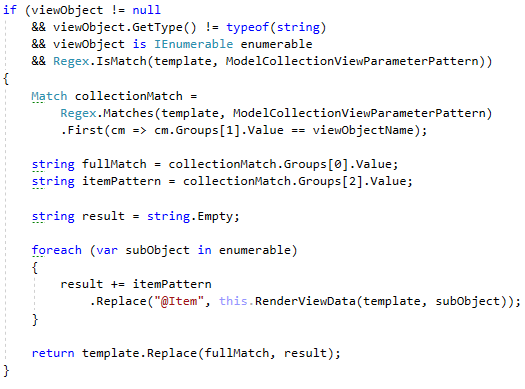 if (viewObject != null
    && viewObject.GetType() != typeof(string)
    && viewObject is IEnumerable enumerable
    && Regex.IsMatch(template, ModelCollectionViewParameterPattern))
{
    Match collectionMatch =
        Regex.Matches(template, ModelCollectionViewParameterPattern)
        .First(cm => cm.Groups[1].Value == viewObjectName);

    string fullMatch = collectionMatch.Groups[0].Value;
    string itemPattern = collectionMatch.Groups[2].Value;

    string result = string.Empty;

    foreach (var subObject in enumerable)
    {
        result += itemPattern
            .Replace("@Item", this.RenderViewData(template, subObject));
    }

    return template.Replace(fullMatch, result);
}